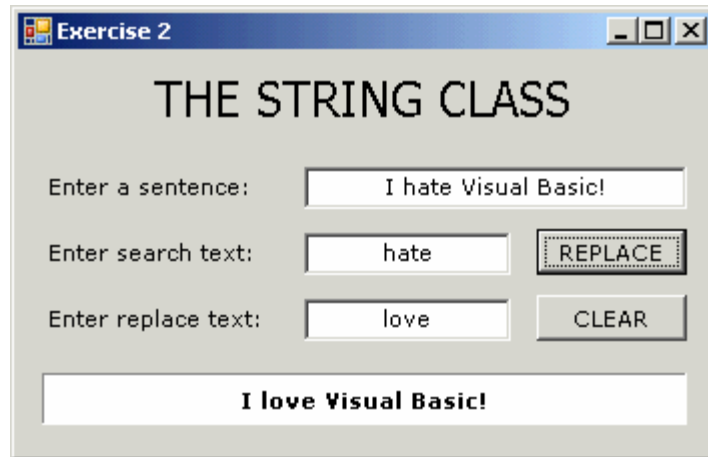 Exercise 2
THE STRING CLASS
Enter a sentence: I hate Visual Basic!
Enter search text: hate REPLACE
Enter replace text: love CLEAR
I love Visual Basic!